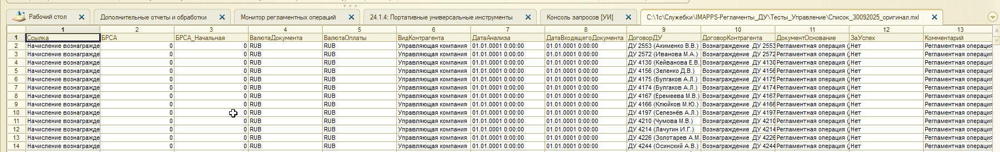 Рабочий стол Дополнительные отчеты и обработки Монитор регламентных операций 24.1.4: Портативные универсальные инструменты Консоль запросов [УИ] C:\1c\Служебки\IMAPPS-Регламенты_ДУ\Тесты_Управление\Список_30092025_оригинал.mxl
1 2 3 4 5 6 7 8 9 10 11 12 13
1 Ссылка БРСА БРСА_Начальная ВалютаДокумента ВалютаОплаты ВидКонтрагента ДатаАнализа ДатаВходящегоДокумента ДоговорДУ ДоговорКонтрагента ДокументОснование ЗаУспех Комментарий
2 Начисление вознагражде 0 0 RUB RUB Управляющая компания 01.01.0001 0:00:00 01.01.0001 0:00:00 ДУ 2553 (Акименко В.В.) Вознаграждение ДУ 2553 Регламентная операция (Д Нет Регламентная операция
3 Начисление вознагражде 0 0 RUB RUB Управляющая компания 01.01.0001 0:00:00 01.01.0001 0:00:00 ДУ 2572 (Иванова М.А.) Вознаграждение ДУ 2572 Регламентная операция (Д Нет Регламентная операция
4 Начисление вознагражде 0 0 RUB RUB Управляющая компания 01.01.0001 0:00:00 01.01.0001 0:00:00 ДУ 4130 (Кейванова Е.В. Вознаграждение ДУ 4130 Регламентная операция (Д Нет Регламентная операция
5 Начисление вознагражде 0 0 RUB RUB Управляющая компания 01.01.0001 0:00:00 01.01.0001 0:00:00 ДУ 4156 (Зеленко Д.В.) Вознаграждение ДУ 4156 Регламентная операция (Д Нет Регламентная операция
6 Начисление вознагражде 0 0 RUB RUB Управляющая компания 01.01.0001 0:00:00 01.01.0001 0:00:00 ДУ 4175 (Булгаков А.Л.) Вознаграждение ДУ 4175 Регламентная операция (Д Нет Регламентная операция
7 Начисление вознагражде 0 0 RUB RUB Управляющая компания 01.01.0001 0:00:00 01.01.0001 0:00:00 ДУ 4174 (Булгаков А.Л.) Вознаграждение ДУ 4174 Регламентная операция (Д Нет Регламентная операция
8 Начисление вознагражде 0 0 RUB RUB Управляющая компания 01.01.0001 0:00:00 01.01.0001 0:00:00 ДУ 4167 (Еремеева М.В.) Вознаграждение ДУ 4167 Регламентная операция (Д Нет Регламентная операция
9 Начисление вознагражде 0 0 RUB RUB Управляющая компания 01.01.0001 0:00:00 01.01.0001 0:00:00 ДУ 4166 (Клюйков М.Ю.) Вознаграждение ДУ 4166 Регламентная операция (Д Нет Регламентная операция
10 Начисление вознагражде 0 0 RUB RUB Управляющая компания 01.01.0001 0:00:00 01.01.0001 0:00:00 ДУ 4197 (Селезнёв А.Л.) Вознаграждение ДУ 4197 Регламентная операция (Д Нет Регламентная операция
11 Начисление вознагражде 0 0 RUB RUB Управляющая компания 01.01.0001 0:00:00 01.01.0001 0:00:00 ДУ 4210 (Чумова М.В.) Вознаграждение ДУ 4210 Регламентная операция (Д Нет Регламентная операция
12 Начисление вознагражде 0 0 RUB RUB Управляющая компания 01.01.0001 0:00:00 01.01.0001 0:00:00 ДУ 4214 (Лачугин И.Г.) Вознаграждение ДУ 4214 Регламентная операция (Д Нет Регламентная операция
13 Начисление вознагражде 0 0 RUB RUB Управляющая компания 01.01.0001 0:00:00 01.01.0001 0:00:00 ДУ 4226 (Золотарев А.М. Вознаграждение ДУ 4226 Регламентная операция (Д Нет Регламентная операция
14 Начисление вознагражде 0 0 RUB RUB Управляющая компания 01.01.0001 0:00:00 01.01.0001 0:00:00 ДУ 4244 (Осинский А.В.) Вознаграждение ДУ 4244 Регламентная операция (Д Нет Регламентная операция